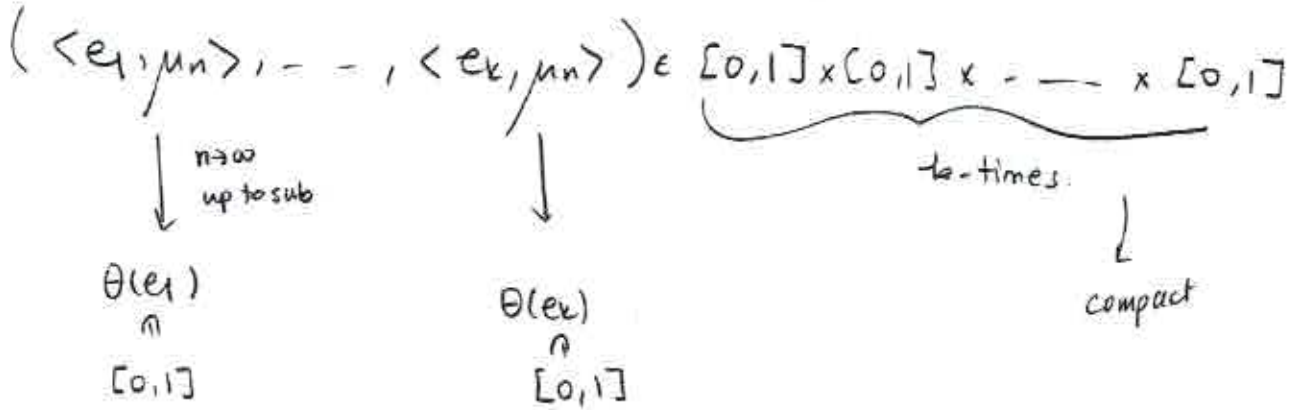 ( <e₁, μₙ>, - - , < eₖ, μₙ> ) ∈ [0,1] x [0,1] x - — x [0,1]
n→∞
up to sub
k-times.
θ(e₁) θ(eₖ)
compact
∩ ∩
[0,1] [0,1]